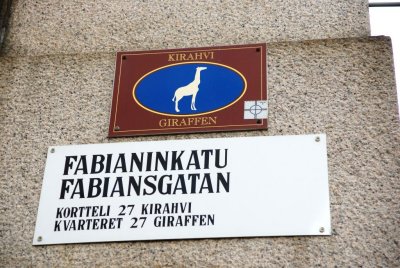 KIRAHVI
GIRAFFEN
FABIANINKATU
FABIANSGATAN
KORTTELI 27 KIRAHVI
KVARTERET 27 GIRAFFEN